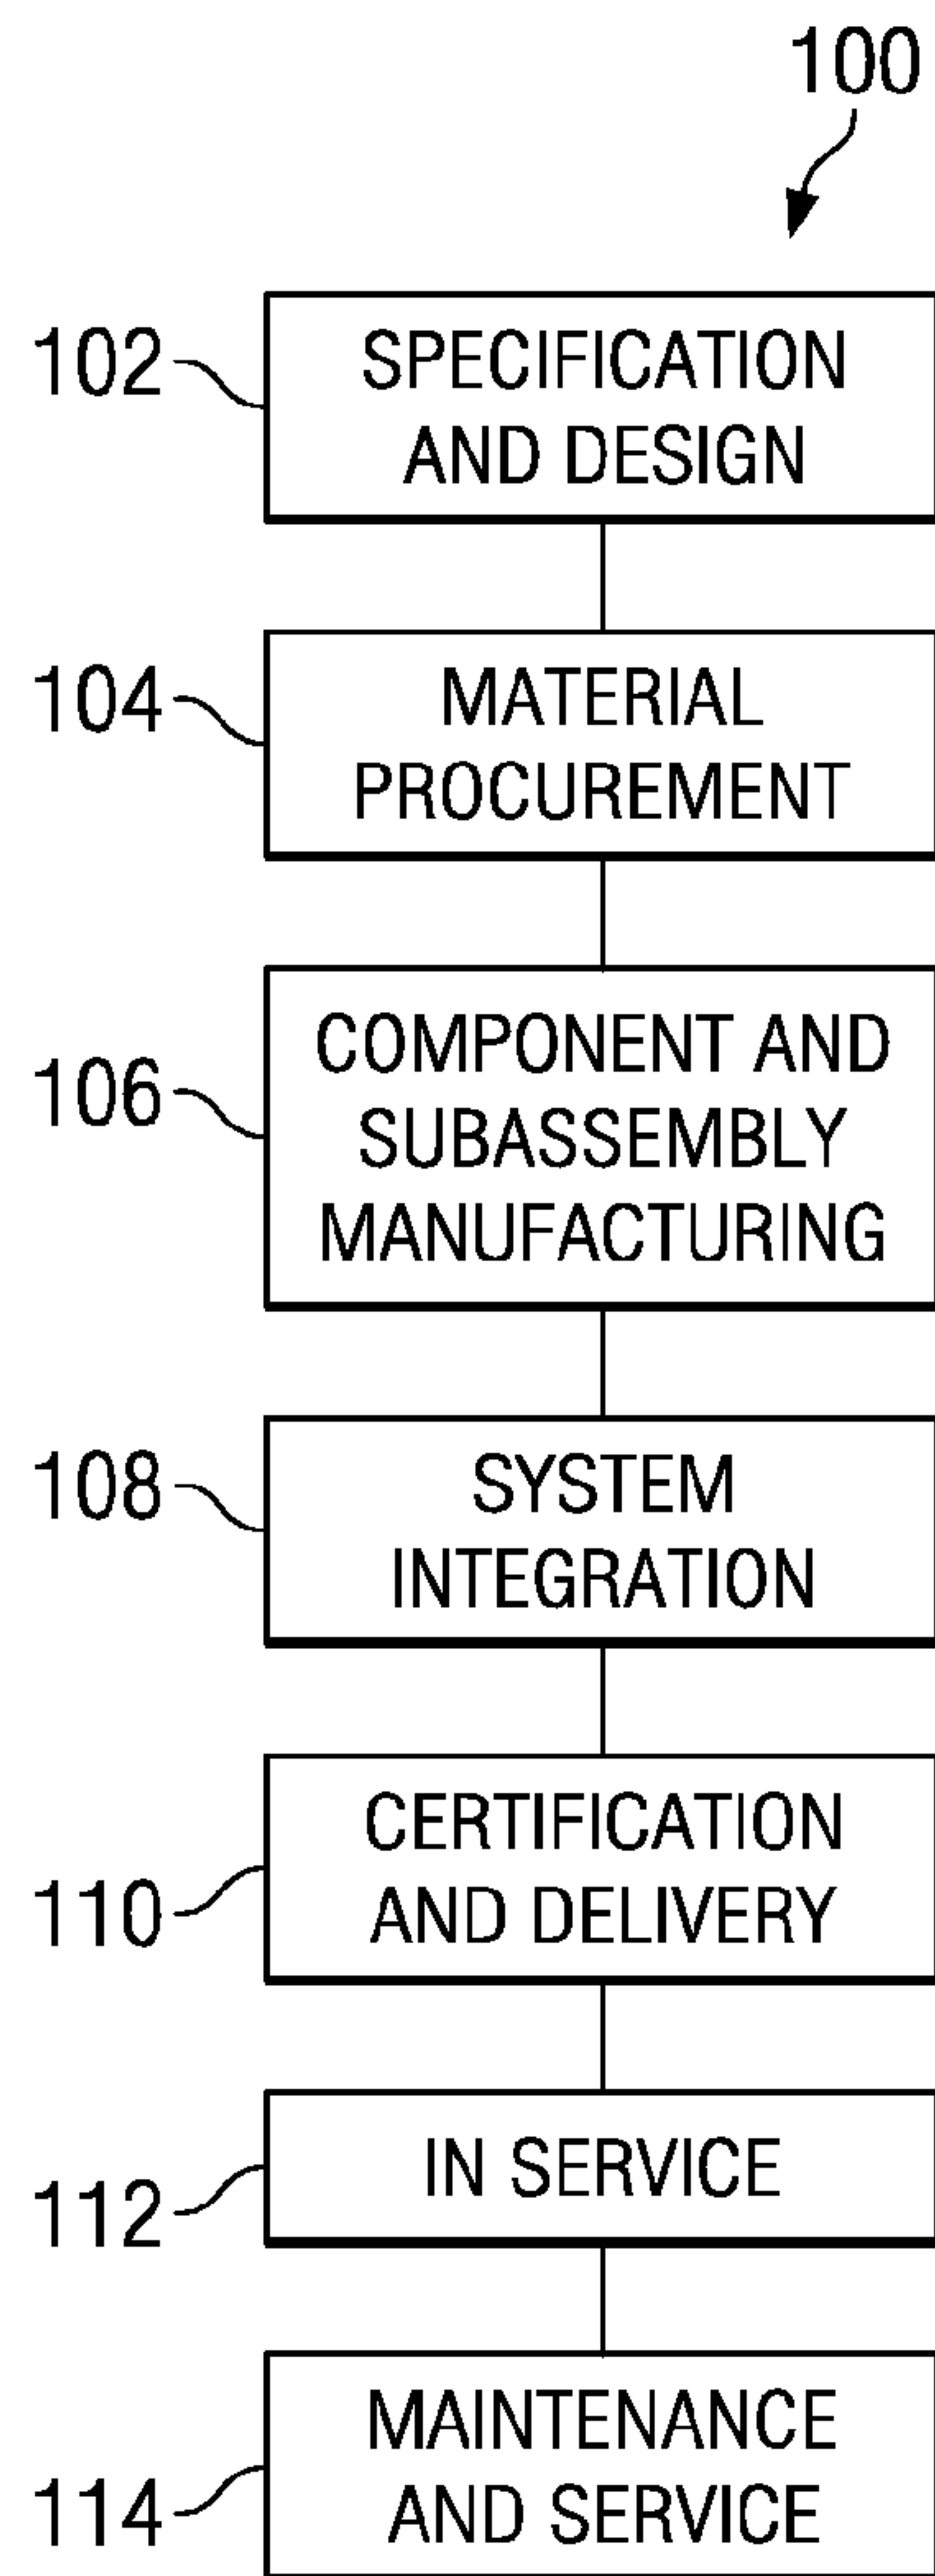 100
102
SPECIFICATION
AND DESIGN
104
MATERIAL
PROCUREMENT
106
COMPONENT AND
SUBASSEMBLY
MANUFACTURING
108
SYSTEM
INTEGRATION
110
CERTIFICATION
AND DELIVERY
112
IN SERVICE
114
MAINTENANCE
AND SERVICE